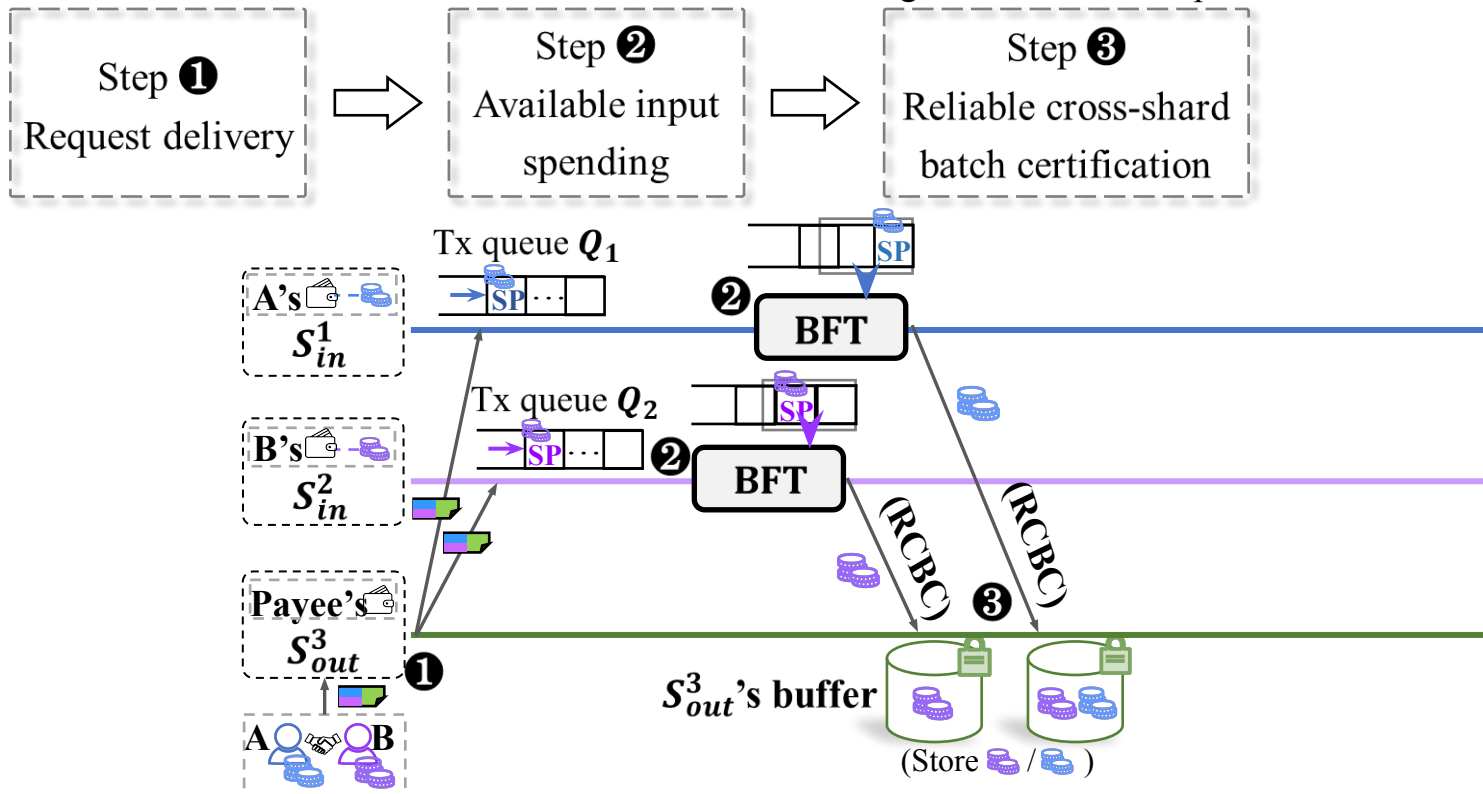 Step ❶
Request delivery
Step ❷
Available input
spending
Step ❸
Reliable cross-shard
batch certification
Tx queue Q₁
SP
...
SP
❷
BFT
A's
S¹ᵢₙ
Tx queue Q₂
SP
...
SP
❷
BFT
B's
S²ᵢₙ
(RCBC)
(RCBC)
❸
Payee's
S³ₒᵤₜ
❶
S³ₒᵤₜ's buffer
A
B
(Store / )